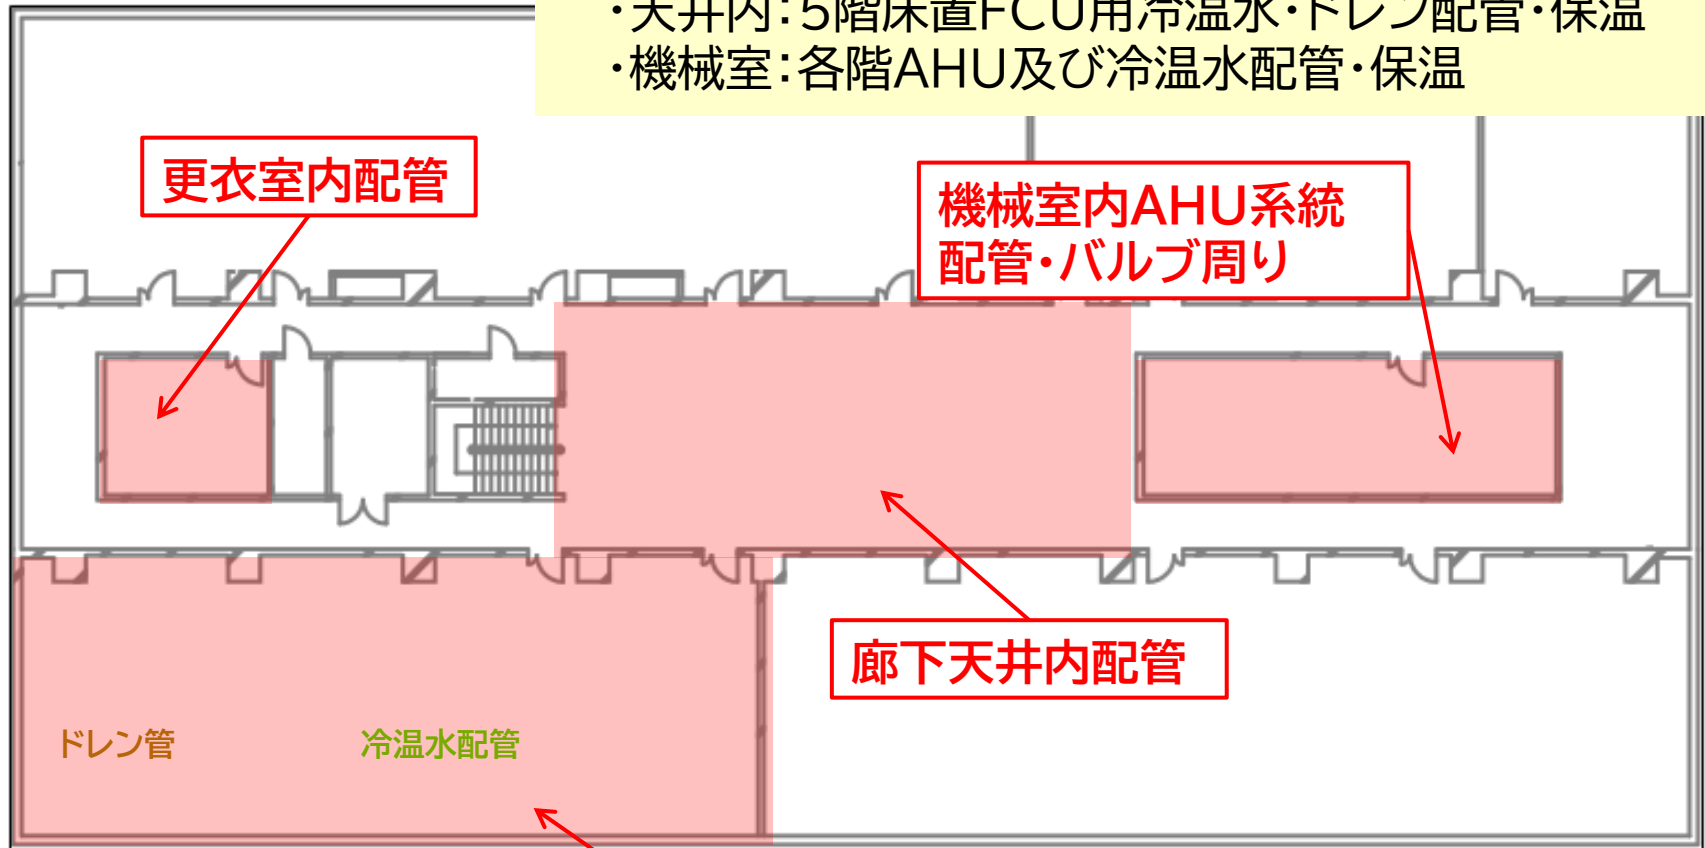 ・天井内：5階床置FCU用冷温水・ドレン配管・保温
・機械室：各階AHU及び冷温水配管・保温
更衣室内配管
機械室内AHU系統
配管・バルブ周り
廊下天井内配管
ドレン管
冷温水配管